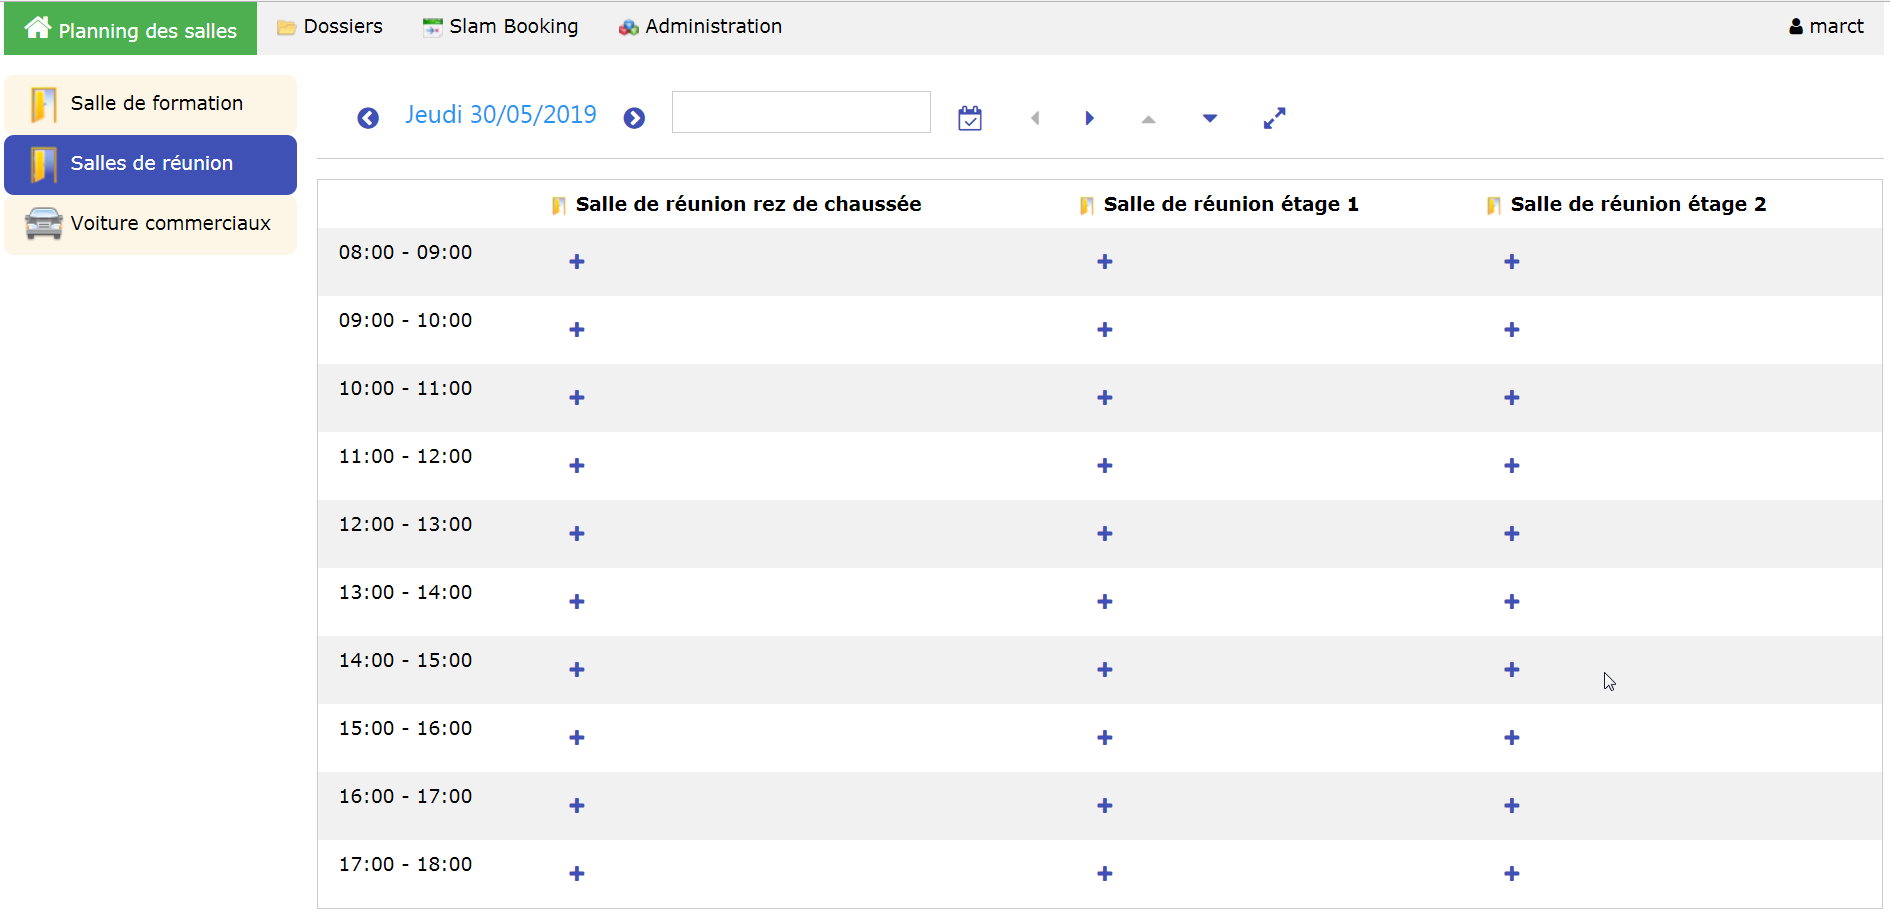 Planning des salles Dossiers Slam Booking Administration marct
Salle de formation
Salles de réunion
Voiture commerciaux
Jeudi 30/05/2019
Salle de réunion rez de chaussée Salle de réunion étage 1 Salle de réunion étage 2
08:00 - 09:00
09:00 - 10:00
10:00 - 11:00
11:00 - 12:00
12:00 - 13:00
13:00 - 14:00
14:00 - 15:00
15:00 - 16:00
16:00 - 17:00
17:00 - 18:00